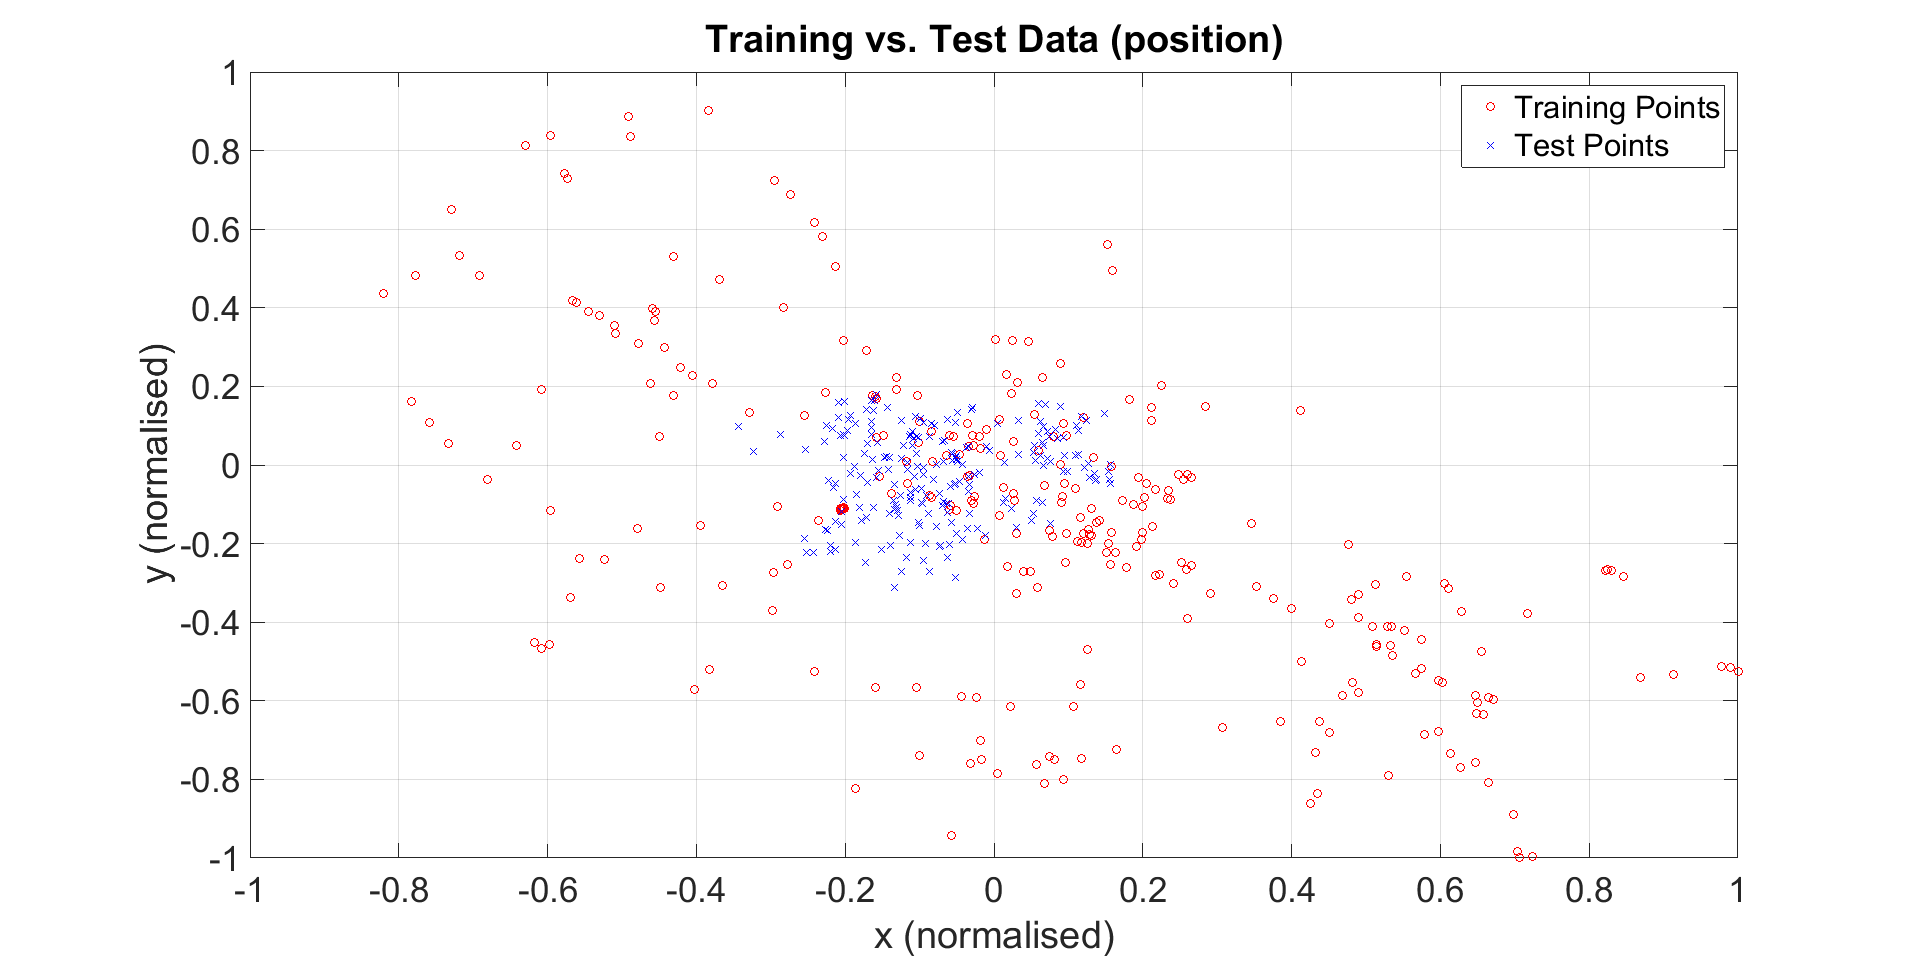 Training vs. Test Data (position)
Training Points
Test Points
1
0.8
0.6
0.4
0.2
0
-0.2
-0.4
-0.6
-0.8
-1
y (normalised)
-1 -0.8 -0.6 -0.4 -0.2 0 0.2 0.4 0.6 0.8 1
x (normalised)